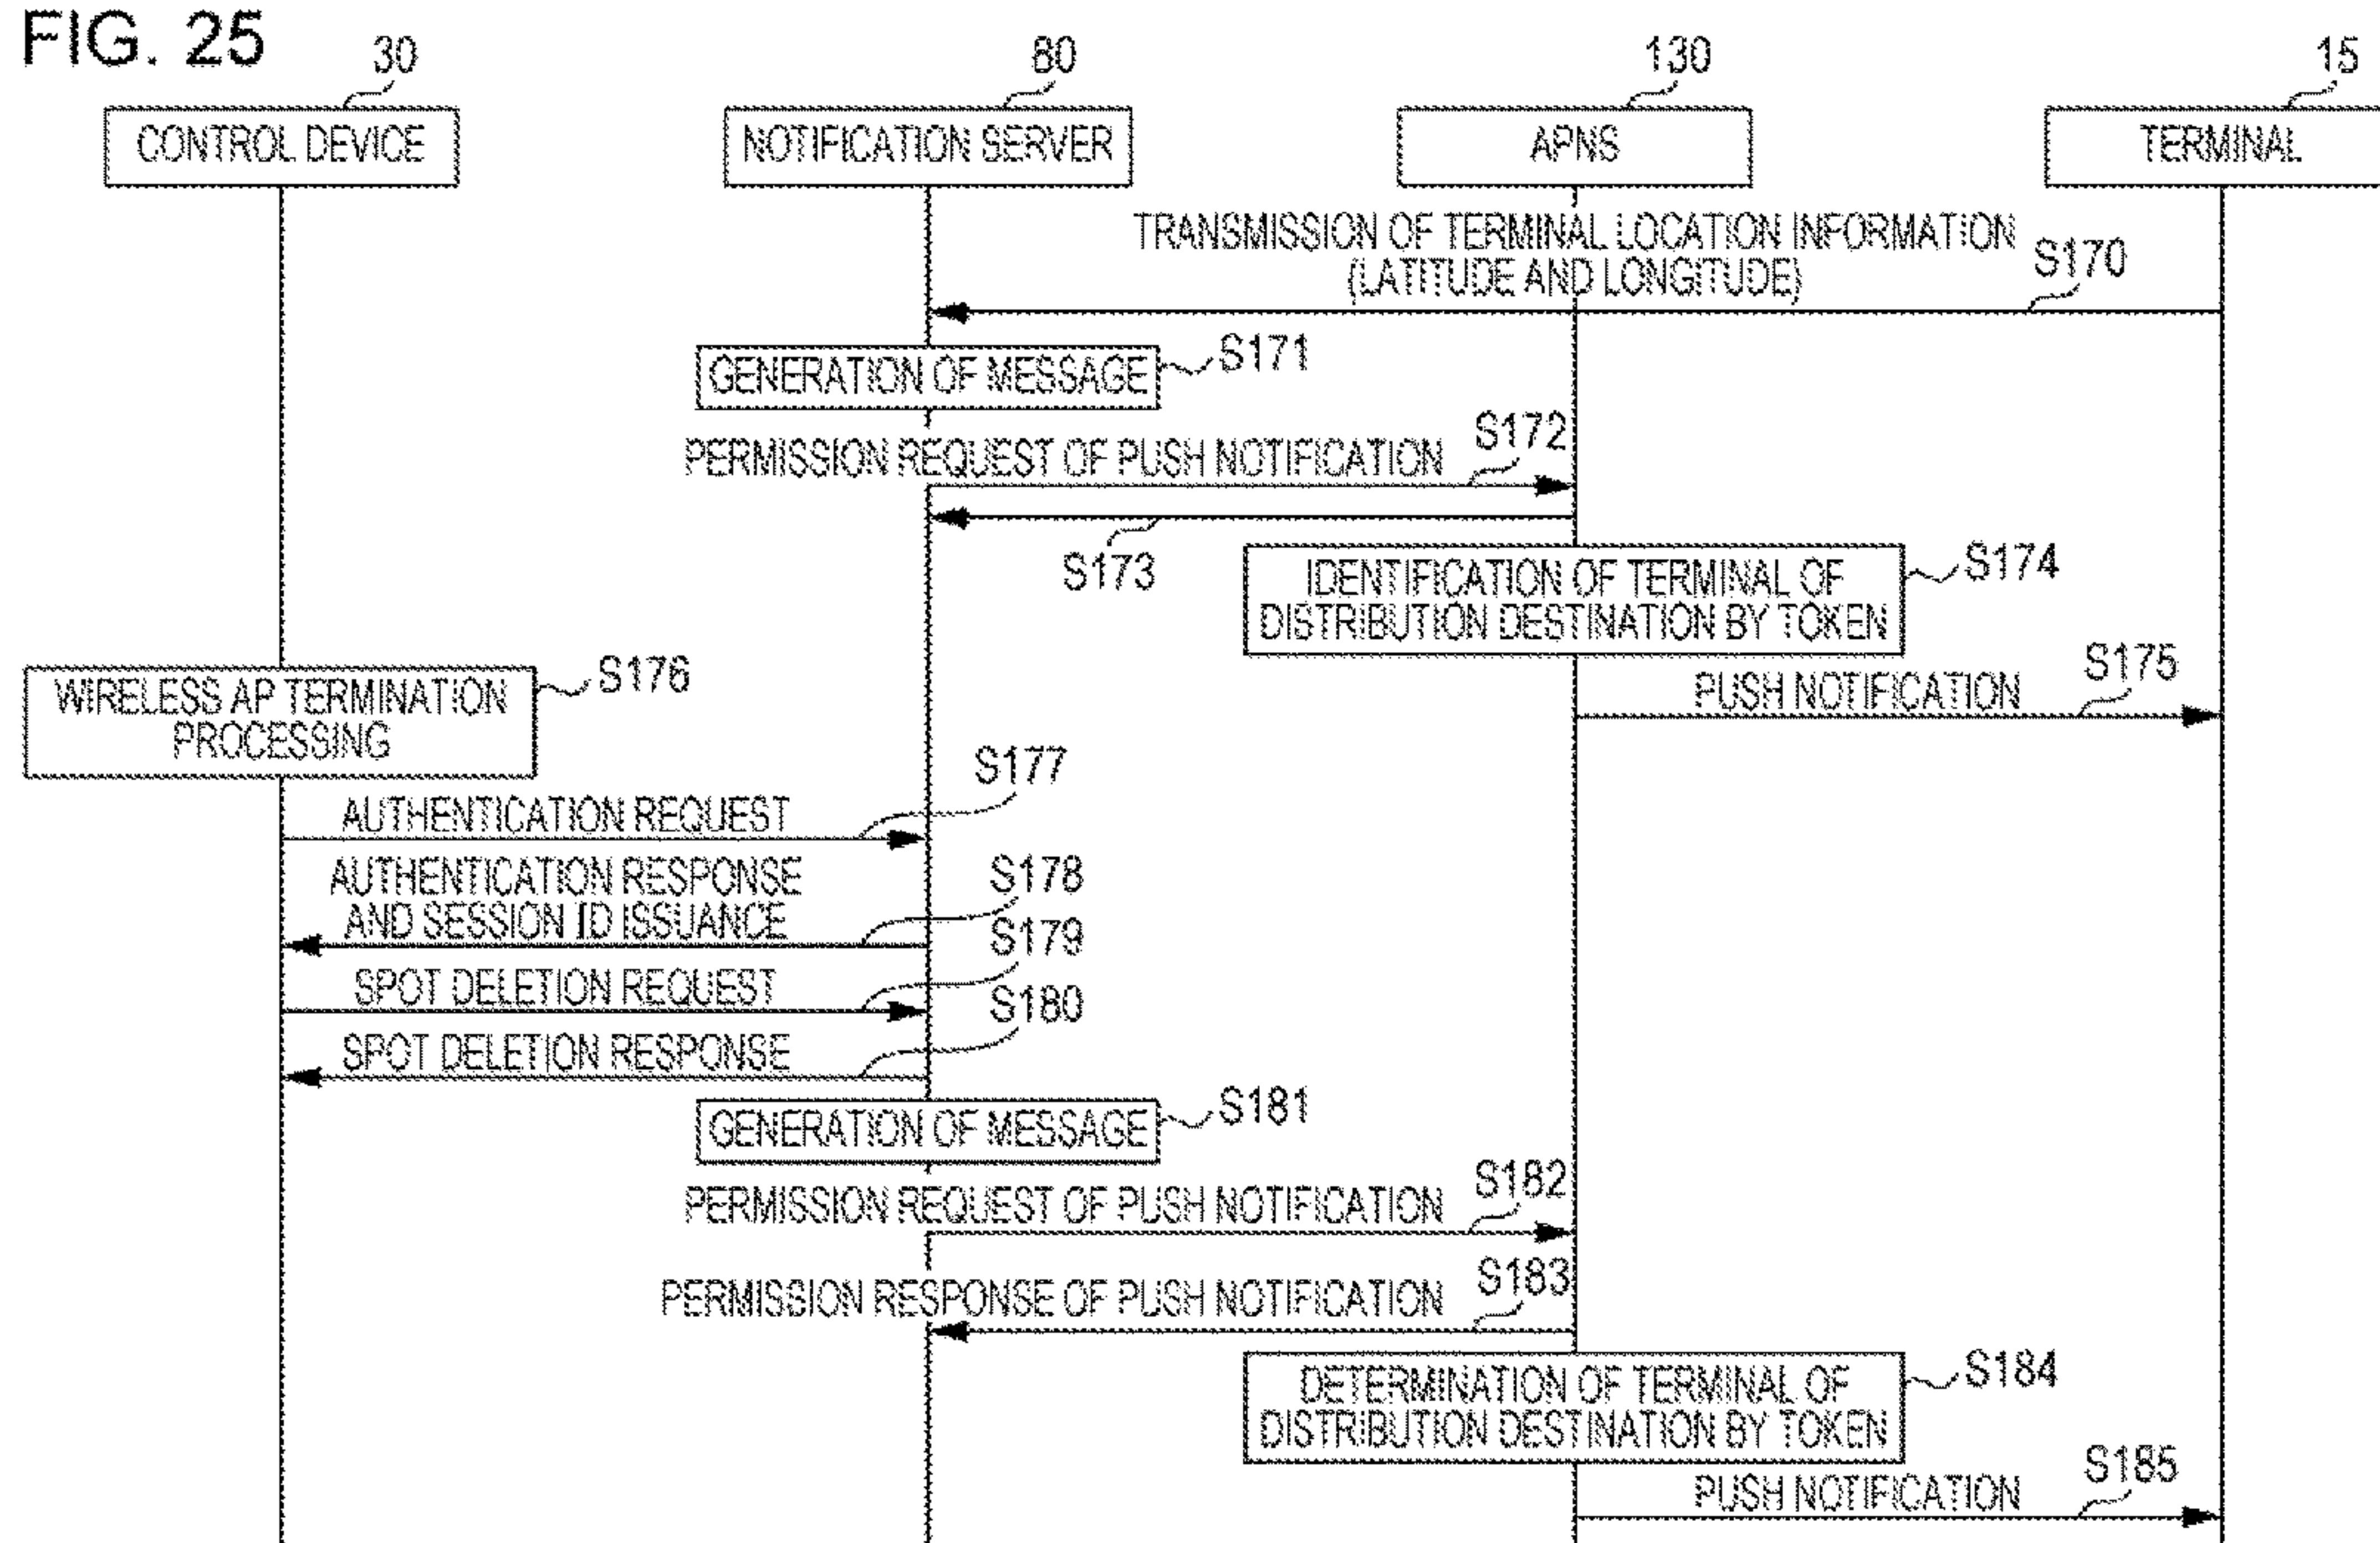 FIG. 25
30
80
130
15
CONTROL DEVICE
NOTIFICATION SERVER
APNS
TERMINAL
TRANSMISSION OF TERMINAL LOCATION INFORMATION
(LATITUDE AND LONGITUDE)
S170
GENERATION OF MESSAGE
S171
PERMISSION REQUEST OF PUSH NOTIFICATION
S172
S173
IDENTIFICATION OF TERMINAL OF
DISTRIBUTION DESTINATION BY TOKEN
S174
PUSH NOTIFICATION
S175
WIRELESS AP TERMINATION
PROCESSING
S176
AUTHENTICATION REQUEST
S177
AUTHENTICATION RESPONSE
AND SESSION ID ISSUANCE
S178
SPOT DELETION REQUEST
S179
SPOT DELETION RESPONSE
S180
GENERATION OF MESSAGE
S181
PERMISSION REQUEST OF PUSH NOTIFICATION
S182
PERMISSION RESPONSE OF PUSH NOTIFICATION
S183
DETERMINATION OF TERMINAL OF
DISTRIBUTION DESTINATION BY TOKEN
S184
PUSH NOTIFICATION
S185